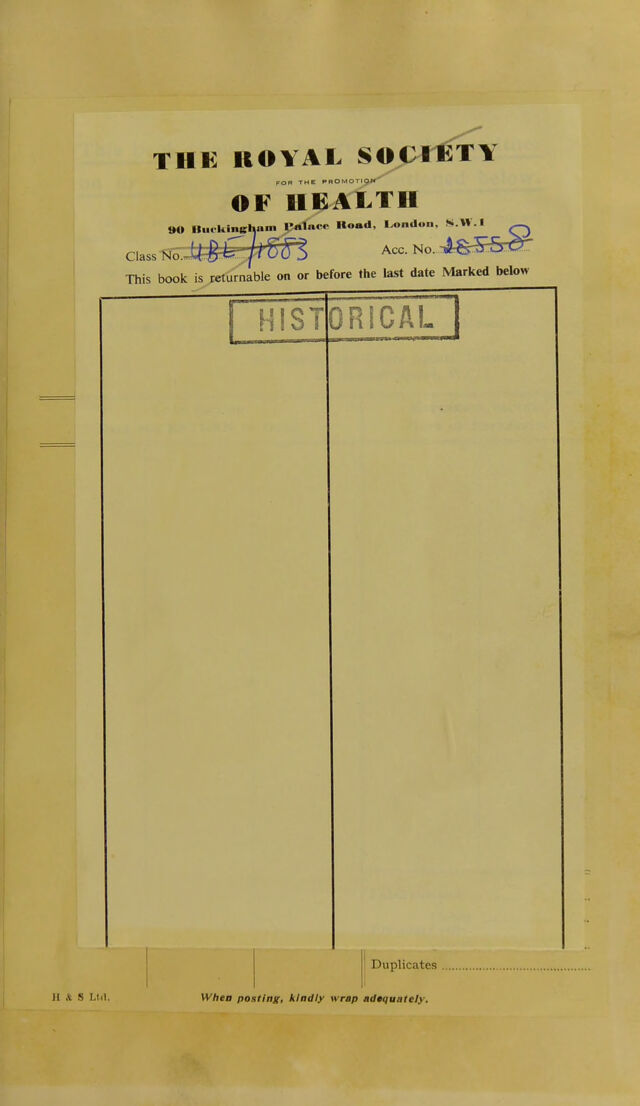 THE ROYAL SOCIETY
FOR THE PROMOTION
OF HEALTH
90 Buckingham Palace Road, London, S.W.1
Class No. Acc. No. 28558
This book is returnable on or before the last date Marked below
HISTORICAL
Duplicates
H & S Ltd.
When posting, kindly wrap adequately.